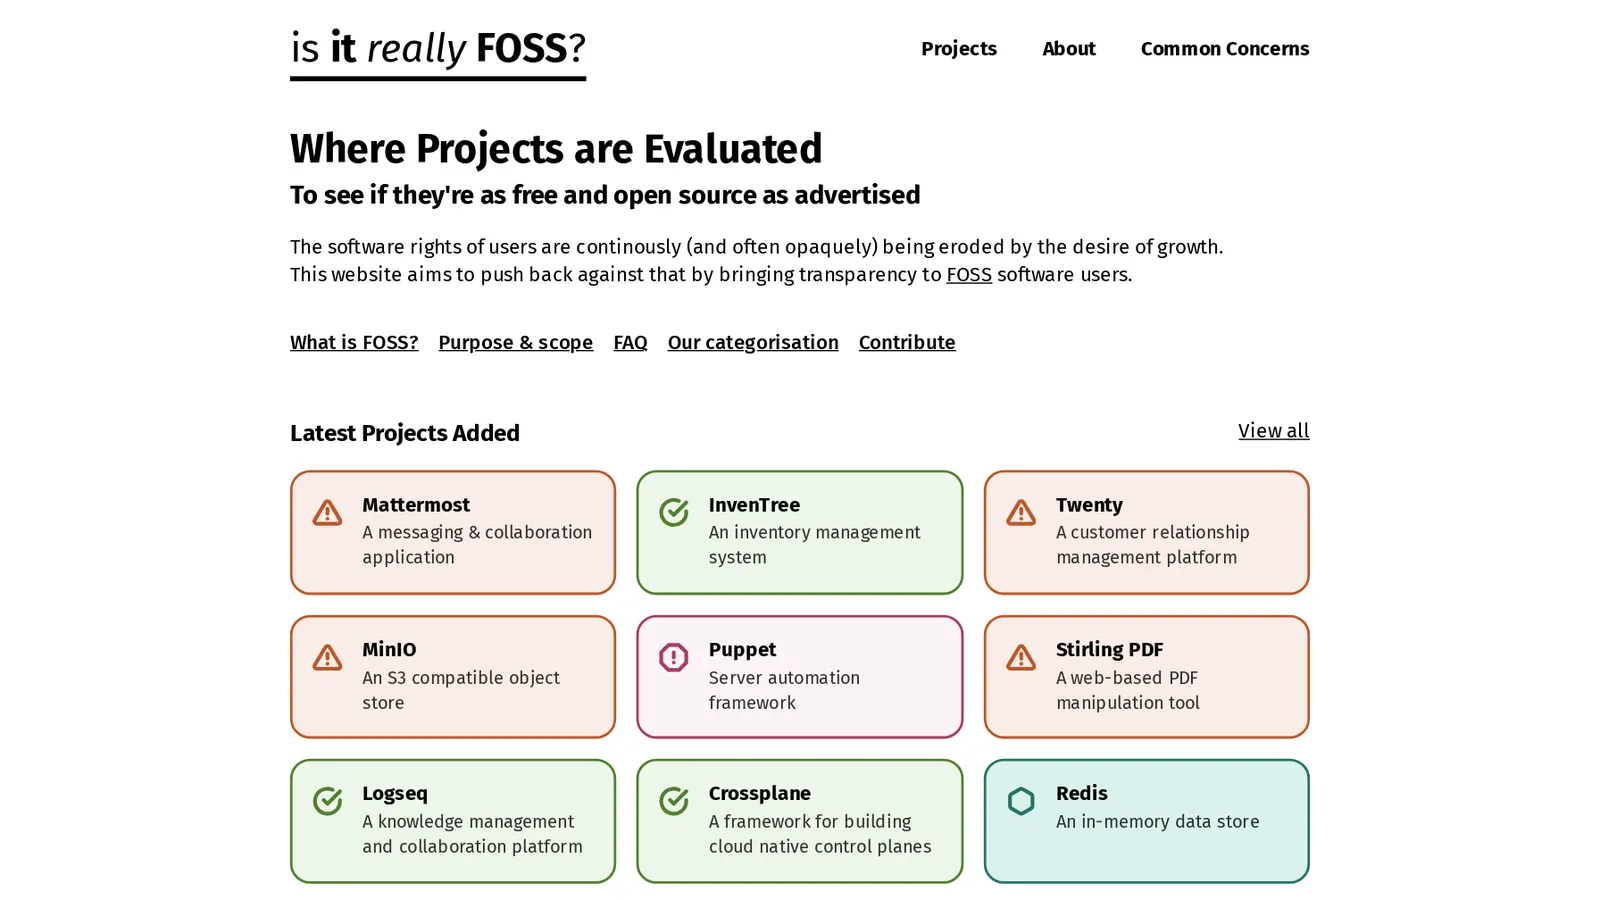 is it really FOSS?
Projects About Common Concerns
Where Projects are Evaluated
To see if they're as free and open source as advertised
The software rights of users are continously (and often opaquely) being eroded by the desire of growth.
This website aims to push back against that by bringing transparency to FOSS software users.
What is FOSS? Purpose & scope FAQ Our categorisation Contribute
Latest Projects Added
View all
Mattermost
A messaging & collaboration
application
InvenTree
An inventory management
system
Twenty
A customer relationship
management platform
MinIO
An S3 compatible object
store
Puppet
Server automation
framework
Stirling PDF
A web-based PDF
manipulation tool
Logseq
A knowledge management
and collaboration platform
Crossplane
A framework for building
cloud native control planes
Redis
An in-memory data store